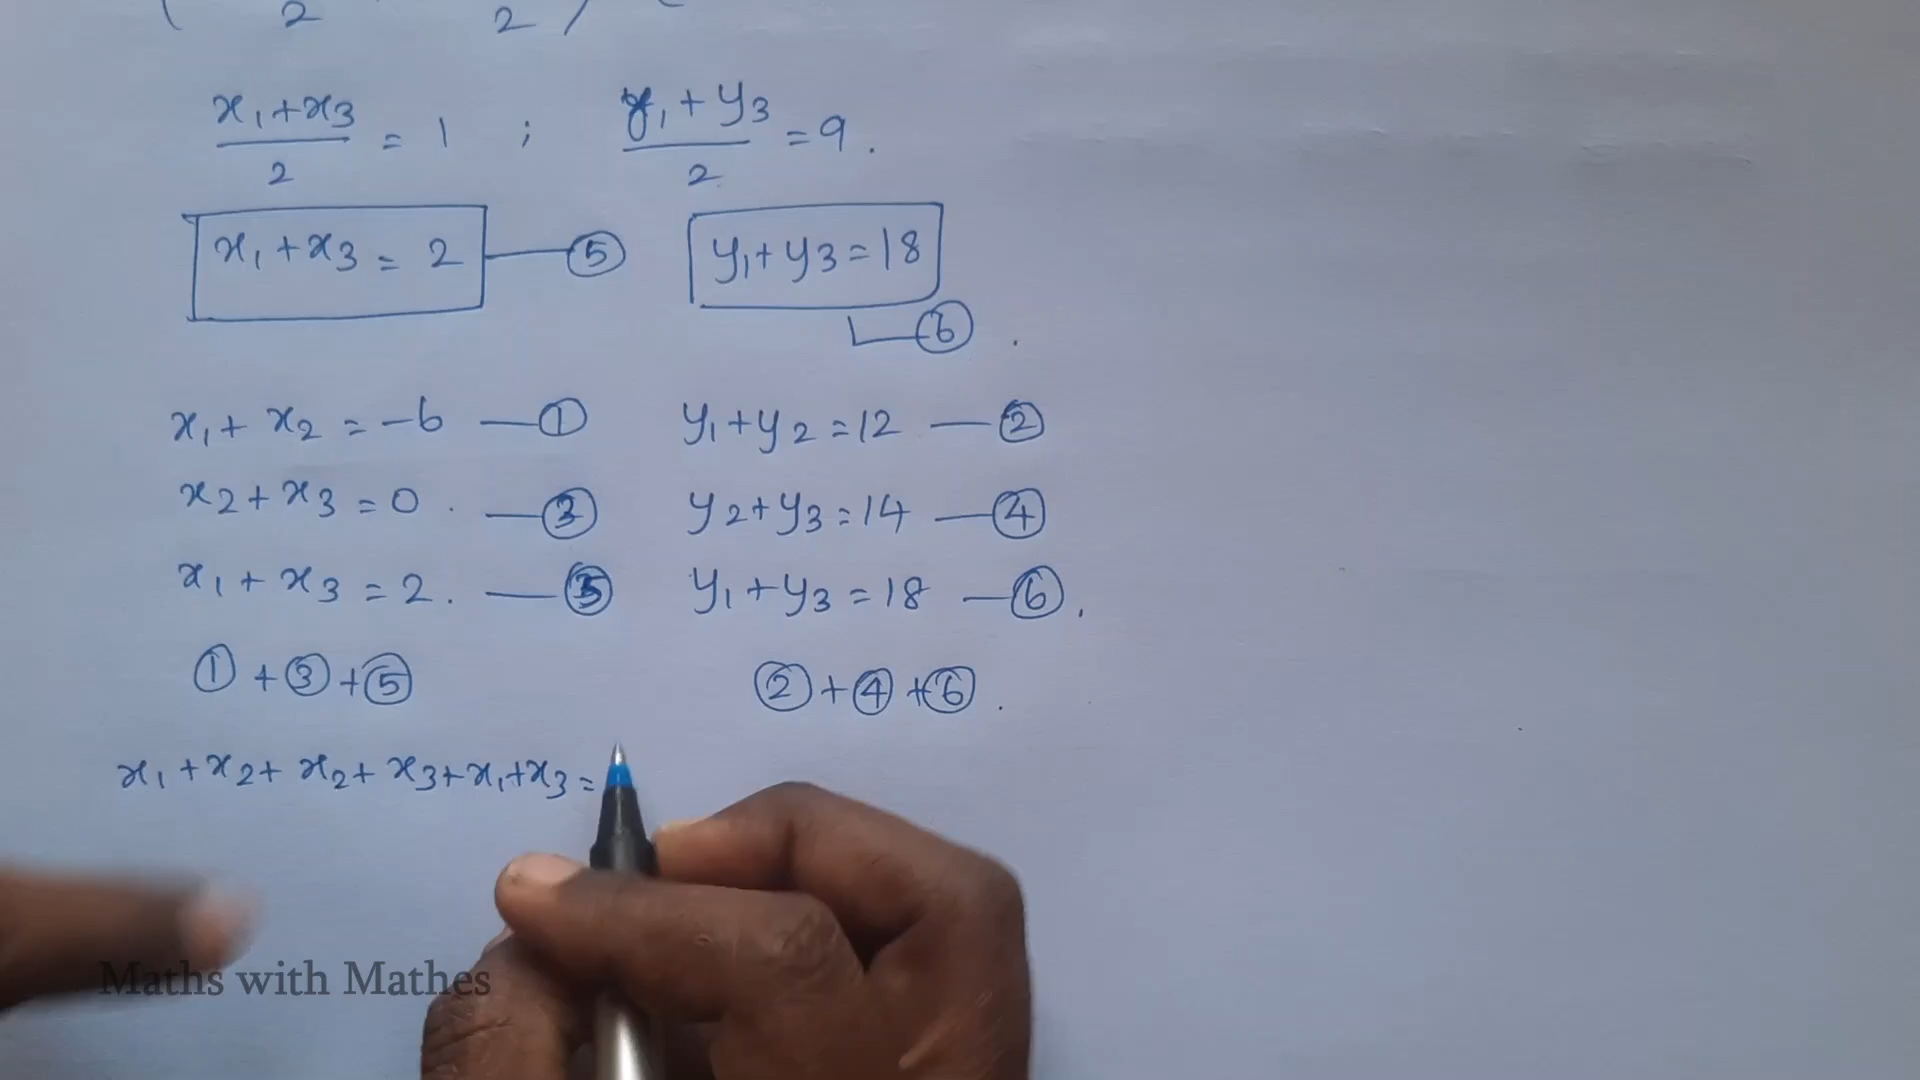 ( 2 2 )
x₁+x₃ / 2 = 1 ; y₁+y₃ / 2 = 9.
x₁+x₃ = 2 —⑤ y₁+y₃=18
—⑥ .
x₁+ x₂ = -6 —① y₁+y₂=12 —②
x₂+x₃=0. —③ y₂+y₃=14 —④
x₁+x₃=2. —⑤ y₁+y₃=18 —⑥.
①+③+⑤ ②+④+⑥.
x₁+x₂+x₂+x₃+x₁+x₃=
Maths with Mathes